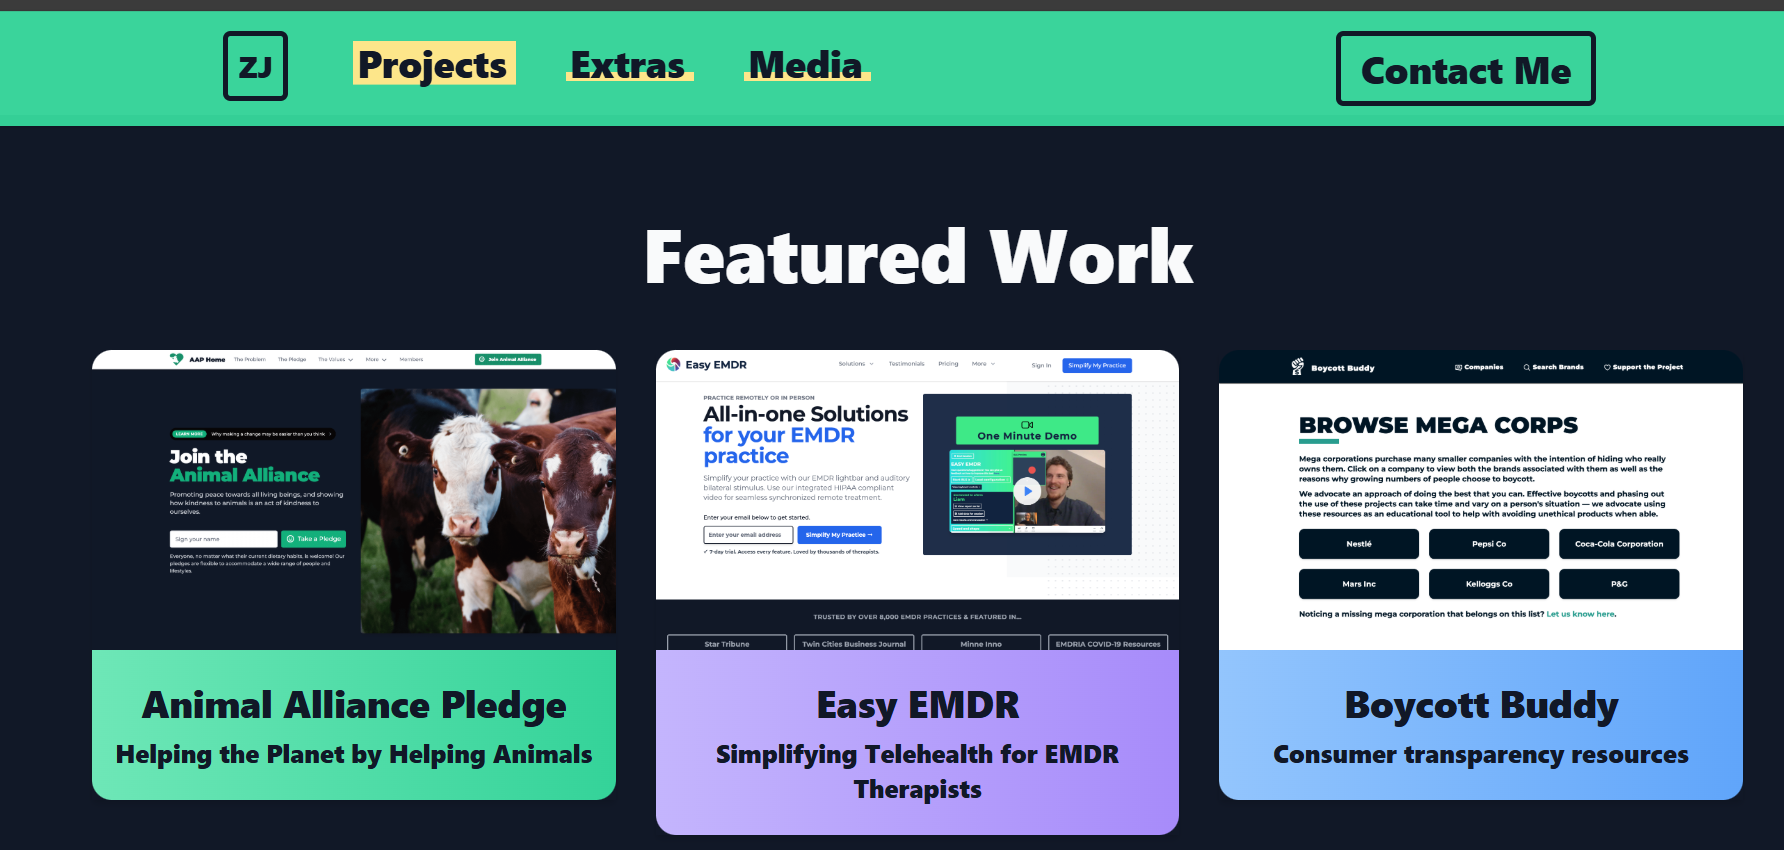 ZJ
Projects
Extras
Media
Contact Me
Featured Work
AAP Home
The Problem
The Pledge
The Values
More
Members
Join Animal Alliance
LEARN MORE
Why making a change may be easier than you think
Join the
Animal Alliance
Promoting peace towards all living beings, and showing
how kindness to animals is an act of kindness to
ourselves.
Sign your name
Take a Pledge
Everyone, no matter what their current dietary habits, is welcome! Our
pledges are flexible to accommodate a wide range of people and
lifestyles.
Animal Alliance Pledge
Helping the Planet by Helping Animals
Easy EMDR
Solutions
Testimonials
Pricing
More
Sign In
Simplify My Practice
PRACTICE REMOTELY OR IN PERSON
All-in-one Solutions
for your EMDR
practice
Simplify your practice with our EMDR lightbar and auditory
bilateral stimulus. Use our integrated HIPAA compliant
video for seamless synchronized remote treatment.
Enter your email below to get started.
Enter your email address
Simplify My Practice →
✓ 7-day trial. Access every feature. Loved by thousands of therapists.
One Minute Demo
EASY EMDR
TRUSTED BY OVER 8,000 EMDR PRACTICES & FEATURED IN...
Star Tribune
Twin Cities Business Journal
Minne Inno
EMDRIA COVID-19 Resources
Easy EMDR
Simplifying Telehealth for EMDR
Therapists
Boycott Buddy
Companies
Search Brands
Support the Project
BROWSE MEGA CORPS
Mega corporations purchase many smaller companies with the intention of hiding who really
owns them. Click on a company to view both the brands associated with them as well as the
reasons why growing numbers of people choose to boycott.
We advocate an approach of doing the best that you can. Effective boycotts and phasing out
the use of these projects can take time and vary on a person's situation — we advocate using
these resources as an educational tool to help with avoiding unethical products when able.
Nestlé
Pepsi Co
Coca-Cola Corporation
Mars Inc
Kelloggs Co
P&G
Noticing a missing mega corporation that belongs on this list? Let us know here.
Boycott Buddy
Consumer transparency resources